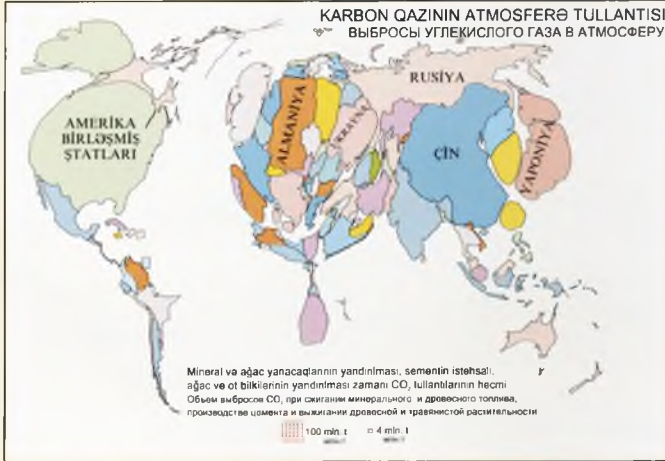 KARBON QAZININ ATMOSFERƏ TULLANTISI
ВЫБРОСЫ УГЛЕКИСЛОГО ГАЗА В АТМОСФЕРУ
RUSİYA
AMERİKA
BİRLƏŞMİŞ
ŞTATLARI
ALMANİYA
UKRAYNA
ÇİN
YAPONİYA
Mineral və ağac yanacaqlarının yandırılması, sementin istehsalı,
ağac və ot bitkilərinin yandırılması zamanı CO₂ tullantılarının həcmi
Объем выбросов CO₂ при сжигании минерального и древесного топлива,
производстве цемента и выжигании древесной и травянистой растительности
100 mln. t
4 mln. t